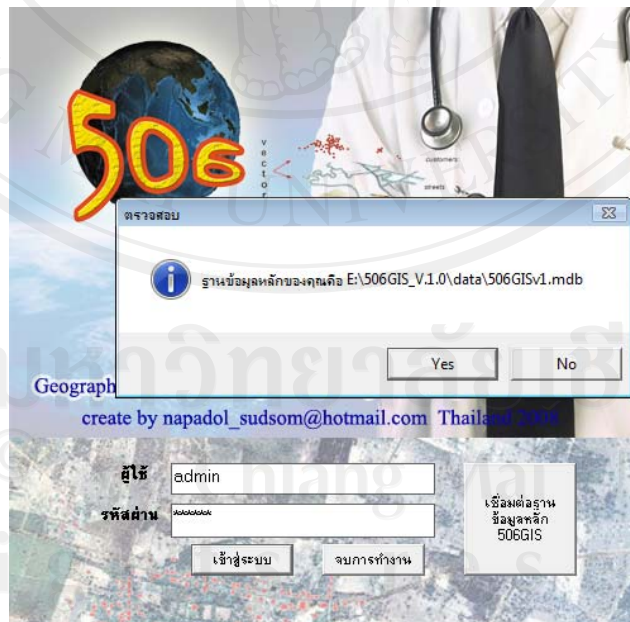 506
vector
customers
streets
ตรวจสอบ
ฐานข้อมูลหลักของคุณคือ E:\506GIS_V.1.0\data\506GISv1.mdb
Yes
No
Geograph
create by napadol_sudsom@hotmail.com Thailand 2008
ผู้ใช้
admin
รหัสผ่าน
*******
เข้าสู่ระบบ
จบการทำงาน
เชื่อมต่อฐาน
ข้อมูลหลัก
506GIS